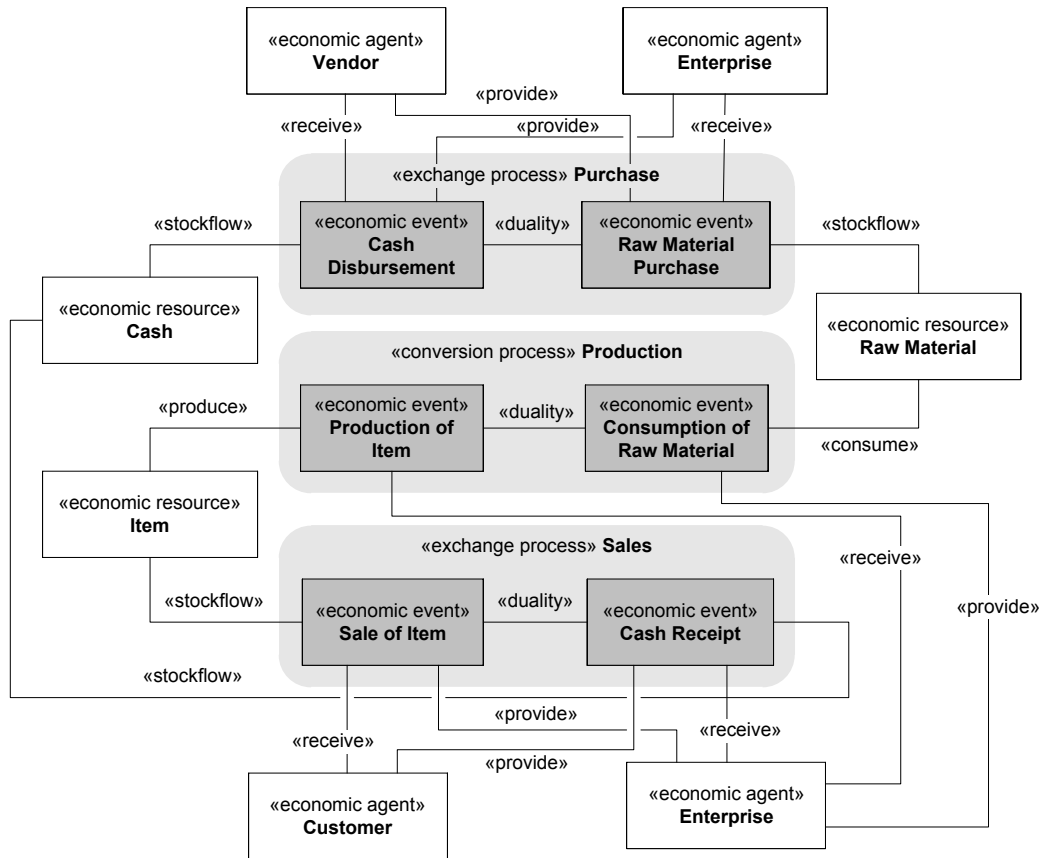 «economic agent»
Vendor
«economic agent»
Enterprise
«provide»
«receive»
«provide»
«receive»
«exchange process» Purchase
«stockflow»
«economic event»
Cash
Disbursement
«duality»
«economic event»
Raw Material
Purchase
«stockflow»
«economic resource»
Cash
«economic resource»
Raw Material
«conversion process» Production
«produce»
«economic event»
Production of
Item
«duality»
«economic event»
Consumption of
Raw Material
«consume»
«economic resource»
Item
«exchange process» Sales
«receive»
«stockflow»
«economic event»
Sale of Item
«duality»
«economic event»
Cash Receipt
«provide»
«stockflow»
«provide»
«receive»
«receive»
«provide»
«economic agent»
Customer
«economic agent»
Enterprise